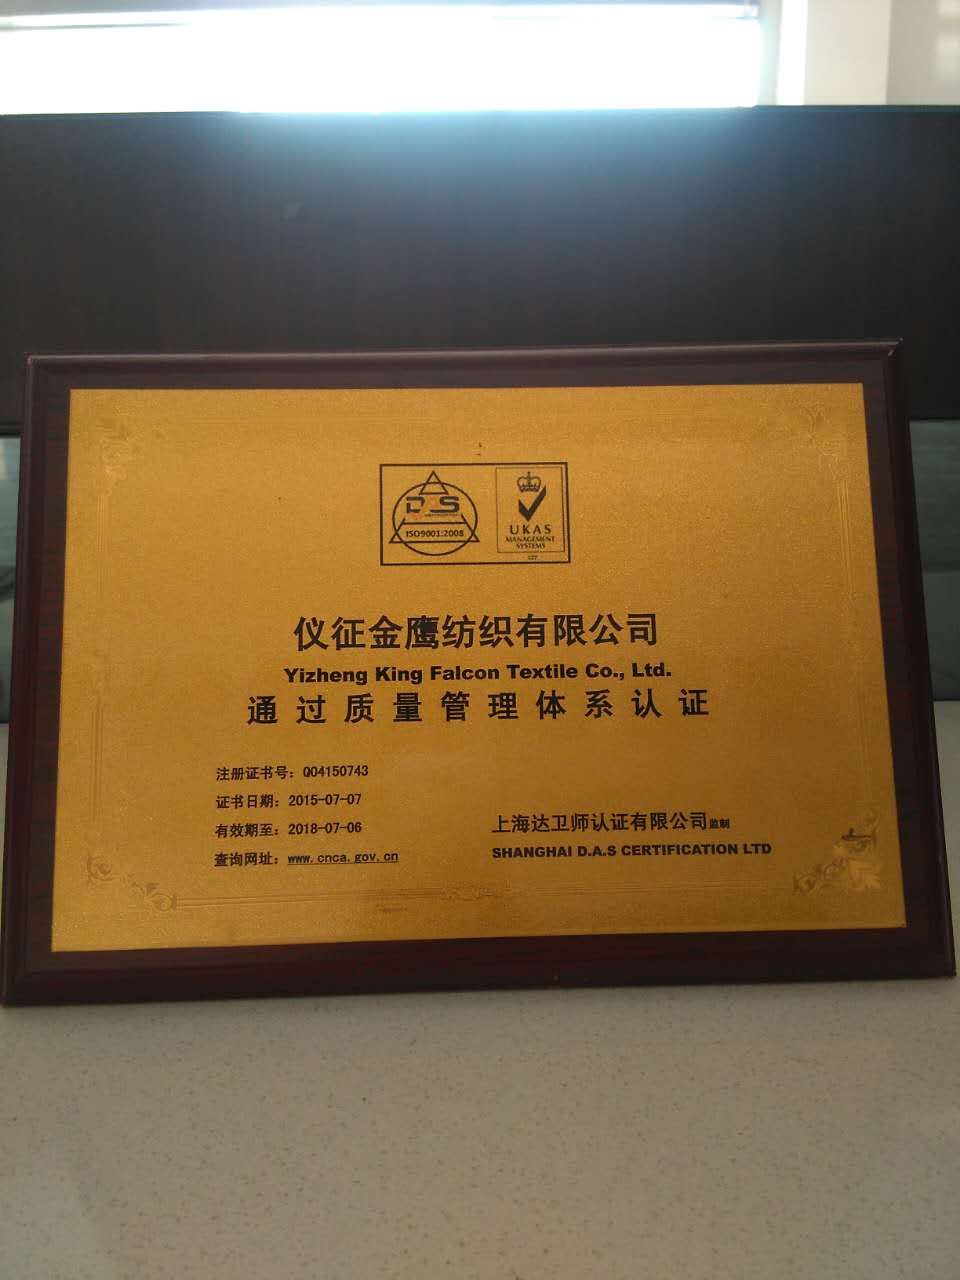 DAS
ISO9001:2008
UKAS
MANAGEMENT
SYSTEMS
仪征金鹰纺织有限公司
Yizheng King Falcon Textile Co., Ltd.
通过质量管理体系认证
注册证书号：Q04150743
证书日期：2015-07-07
有效期至：2018-07-06
查询网址：www.cnca.gov.cn
上海达卫师认证有限公司监制
SHANGHAI D.A.S CERTIFICATION LTD